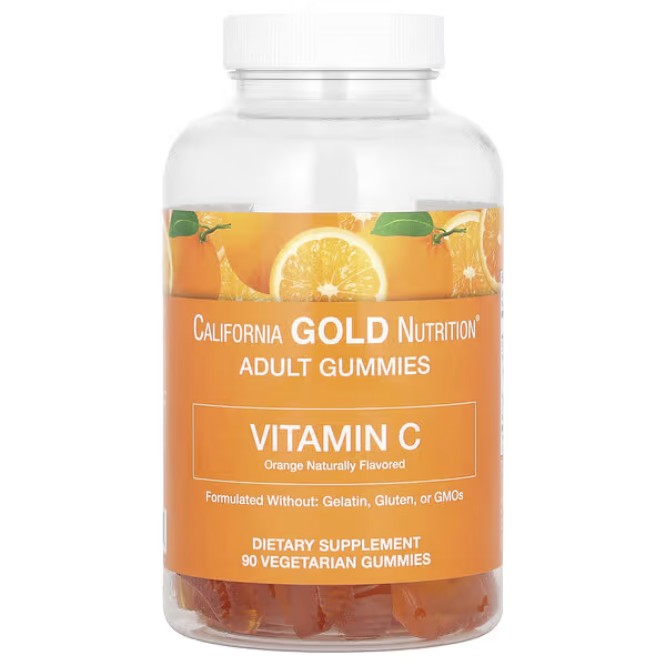 CALIFORNIA GOLD NUTRITION®
ADULT GUMMIES
VITAMIN C
Orange Naturally Flavored
Formulated Without: Gelatin, Gluten, or GMOs
DIETARY SUPPLEMENT
90 VEGETARIAN GUMMIES